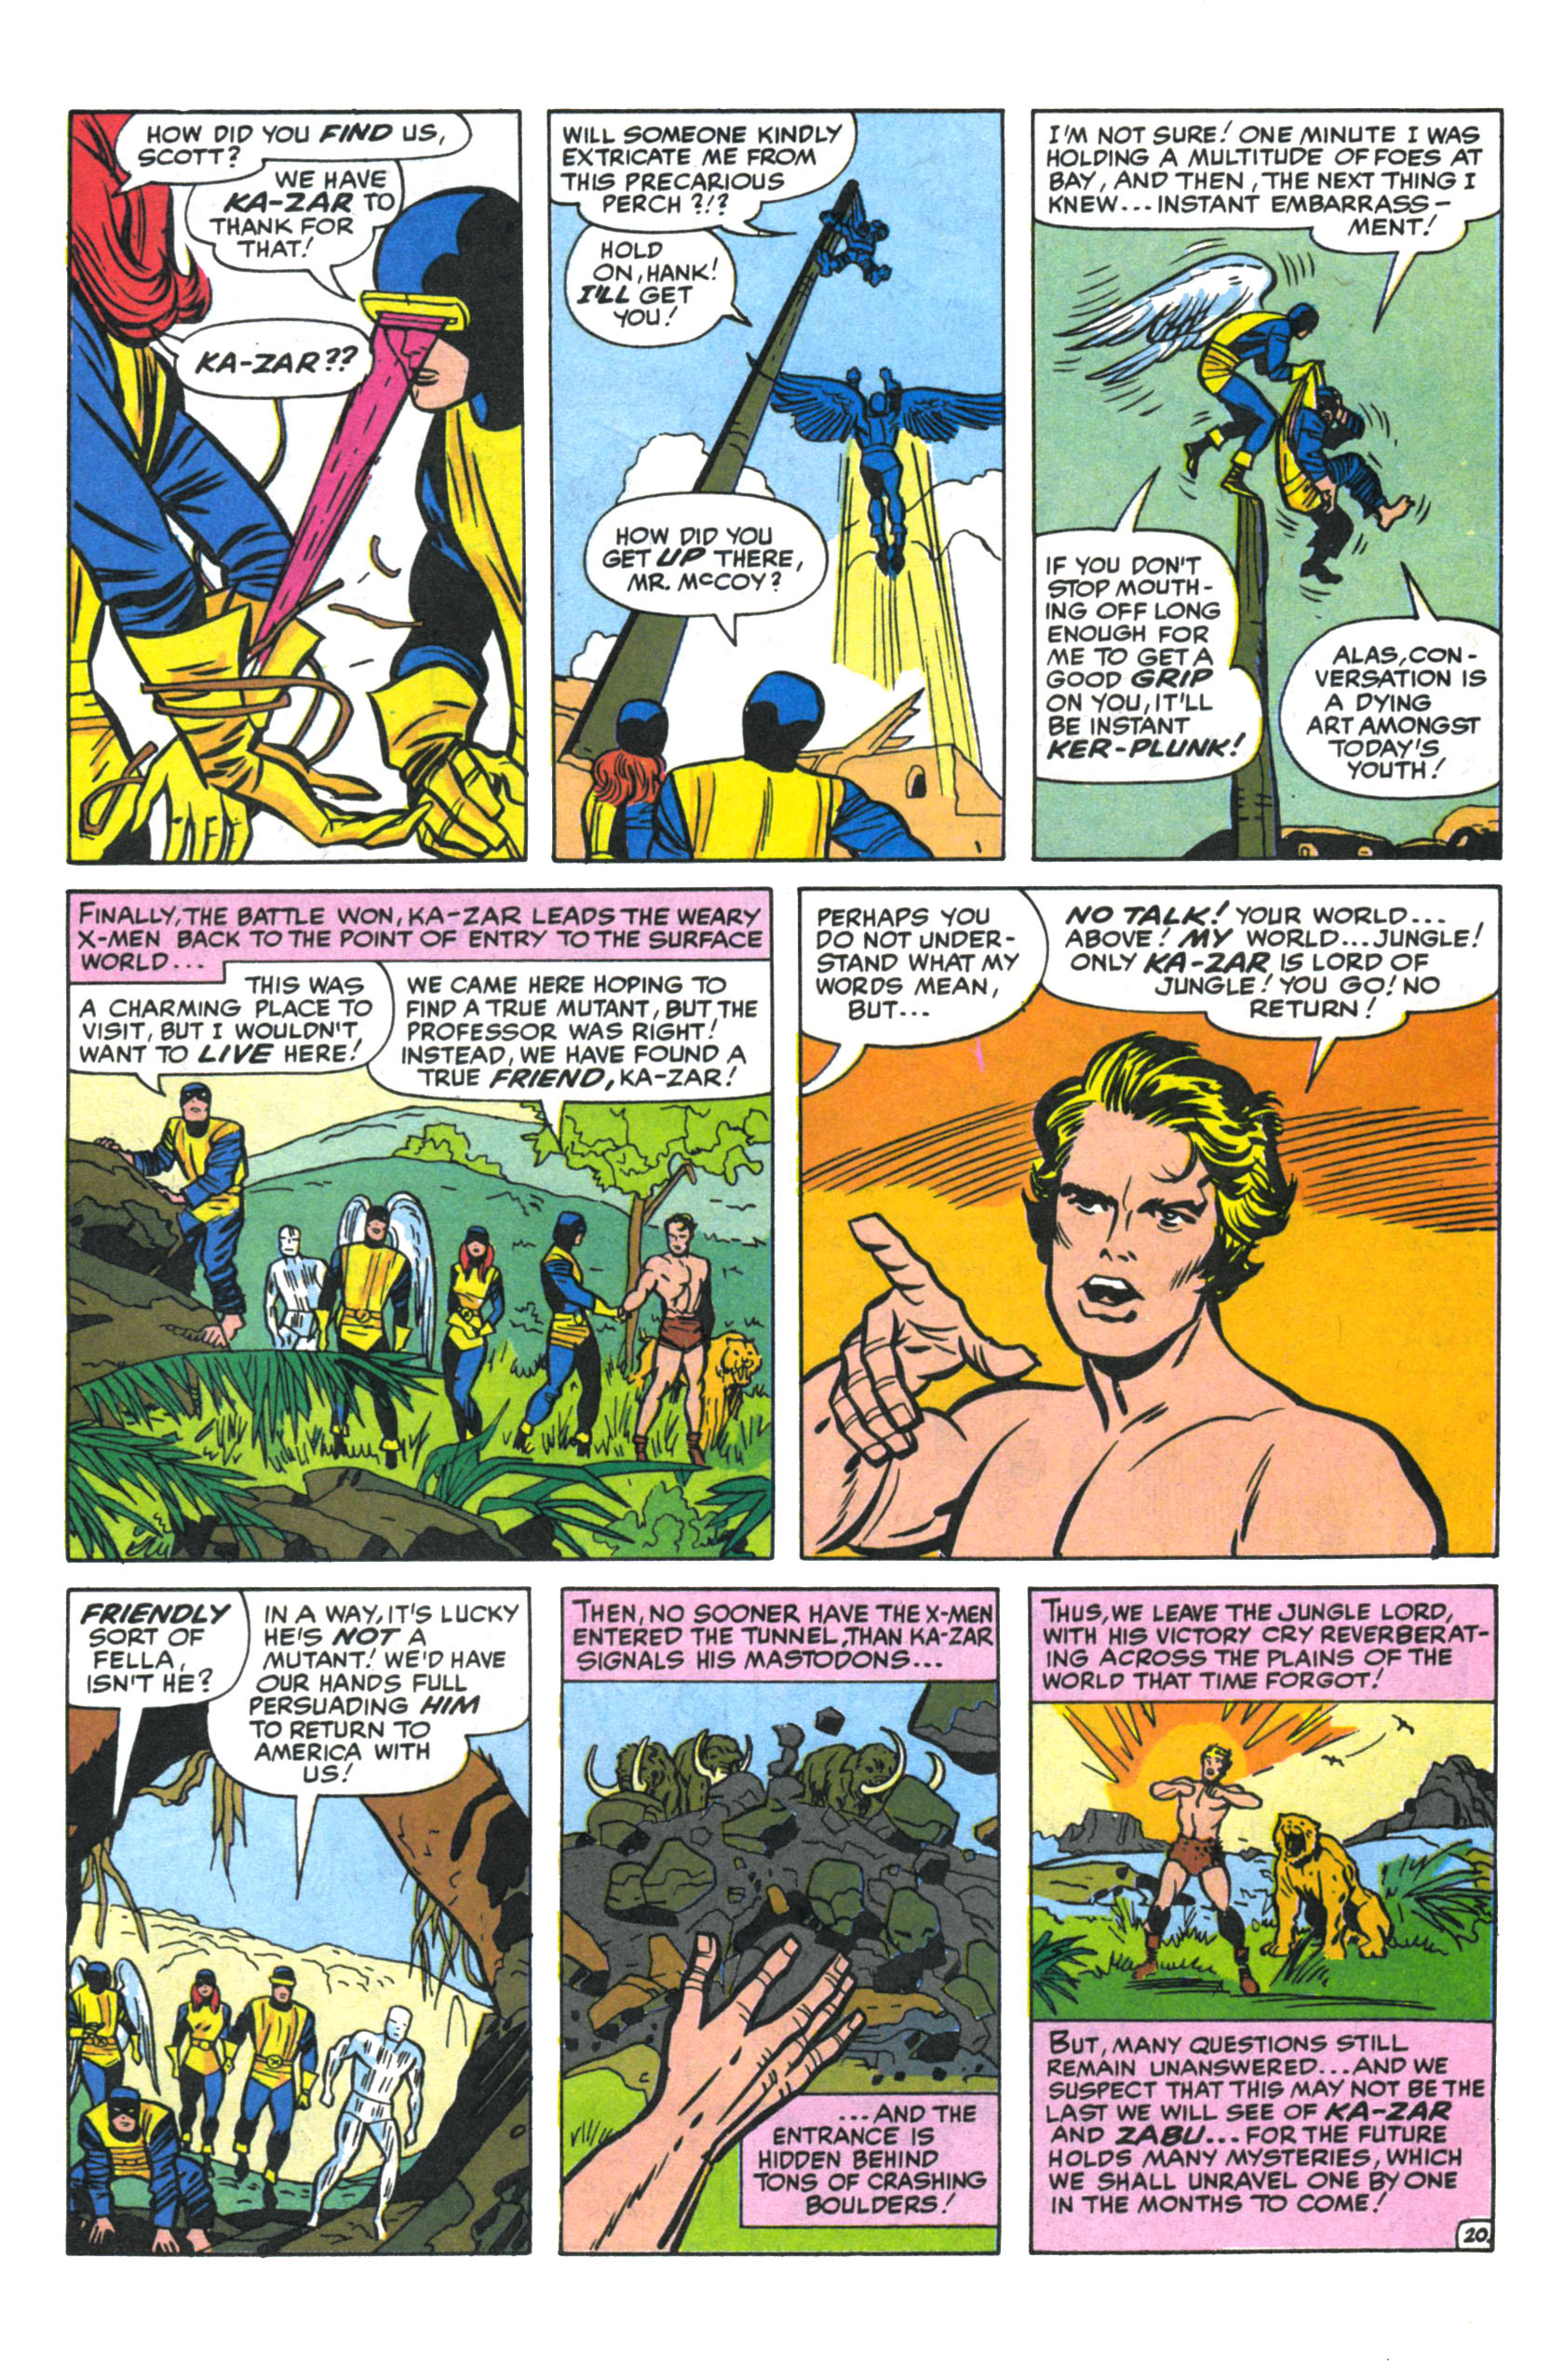 HOW DID YOU FIND US,
SCOTT?
WE HAVE
KA-ZAR TO
THANK FOR
THAT!
KA-ZAR??
WILL SOMEONE KINDLY
EXTRICATE ME FROM
THIS PRECARIOUS
PERCH?!?
HOLD
ON, HANK!
I'LL GET
YOU!
HOW DID YOU
GET UP THERE,
MR. McCOY?
I'M NOT SURE! ONE MINUTE I WAS
HOLDING A MULTITUDE OF FOES AT
BAY, AND THEN, THE NEXT THING I
KNEW... INSTANT EMBARRASS-
MENT!
IF YOU DON'T
STOP MOUTH-
ING OFF LONG
ENOUGH FOR
ME TO GET A
GOOD GRIP
ON YOU, IT'LL
BE INSTANT
KER-PLUNK!
ALAS, CON-
VERSATION IS
A DYING
ART AMONGST
TODAY'S
YOUTH!
FINALLY, THE BATTLE WON, KA-ZAR LEADS THE WEARY
X-MEN BACK TO THE POINT OF ENTRY TO THE SURFACE
WORLD...
THIS WAS
A CHARMING PLACE TO
VISIT, BUT I WOULDN'T
WANT TO LIVE HERE!
WE CAME HERE HOPING TO
FIND A TRUE MUTANT, BUT THE
PROFESSOR WAS RIGHT!
INSTEAD, WE HAVE FOUND A
TRUE FRIEND, KA-ZAR!
PERHAPS YOU
DO NOT UNDER-
STAND WHAT MY
WORDS MEAN,
BUT...
NO TALK! YOUR WORLD...
ABOVE! MY WORLD...JUNGLE!
ONLY KA-ZAR IS LORD OF
JUNGLE! YOU GO! NO
RETURN!
FRIENDLY
SORT OF
FELLA,
ISN'T HE?
IN A WAY, IT'S LUCKY
HE'S NOT A
MUTANT! WE'D HAVE
OUR HANDS FULL
PERSUADING HIM
TO RETURN TO
AMERICA WITH
US!
THEN, NO SOONER HAVE THE X-MEN
ENTERED THE TUNNEL, THAN KA-ZAR
SIGNALS HIS MASTODONS...
...AND THE
ENTRANCE IS
HIDDEN BEHIND
TONS OF CRASHING
BOULDERS!
THUS, WE LEAVE THE JUNGLE LORD,
WITH HIS VICTORY CRY REVERBERAT-
ING ACROSS THE PLAINS OF THE
WORLD THAT TIME FORGOT!
BUT, MANY QUESTIONS STILL
REMAIN UNANSWERED...AND WE
SUSPECT THAT THIS MAY NOT BE THE
LAST WE WILL SEE OF KA-ZAR
AND ZABU...FOR THE FUTURE
HOLDS MANY MYSTERIES, WHICH
WE SHALL UNRAVEL ONE BY ONE
IN THE MONTHS TO COME!
20.